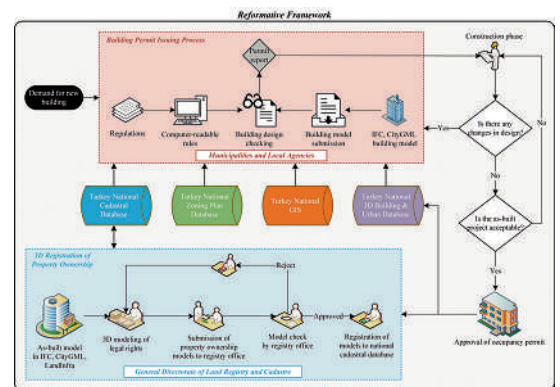 Reformative Framework
Building Permit Issuing Process
Permit
report
Construction phase
Demand for new
building
Regulations
Computer-readable
rules
Building design
checking
Building model
submission
IFC, CityGML
building model
Municipalities and Local Agencies
Yes
Is there any
changes in design?
No
No
Is the as-built
project acceptable?
Yes
Approval of occupancy permit
Turkey National
Cadastral
Database
Turkey National
Zoning Plan
Database
Turkey National
GIS
Turkey National
3D Building &
Urban Database
3D Registration of
Property Ownership
Reject
Approval
As-built model
in IFC, CityGML,
LandInfra
3D modeling of
legal rights
Submission of
property ownership
models to registry office
Model check
by registry office
Registration of
models to national
cadastral database
General Directorate of Land Registry and Cadastre